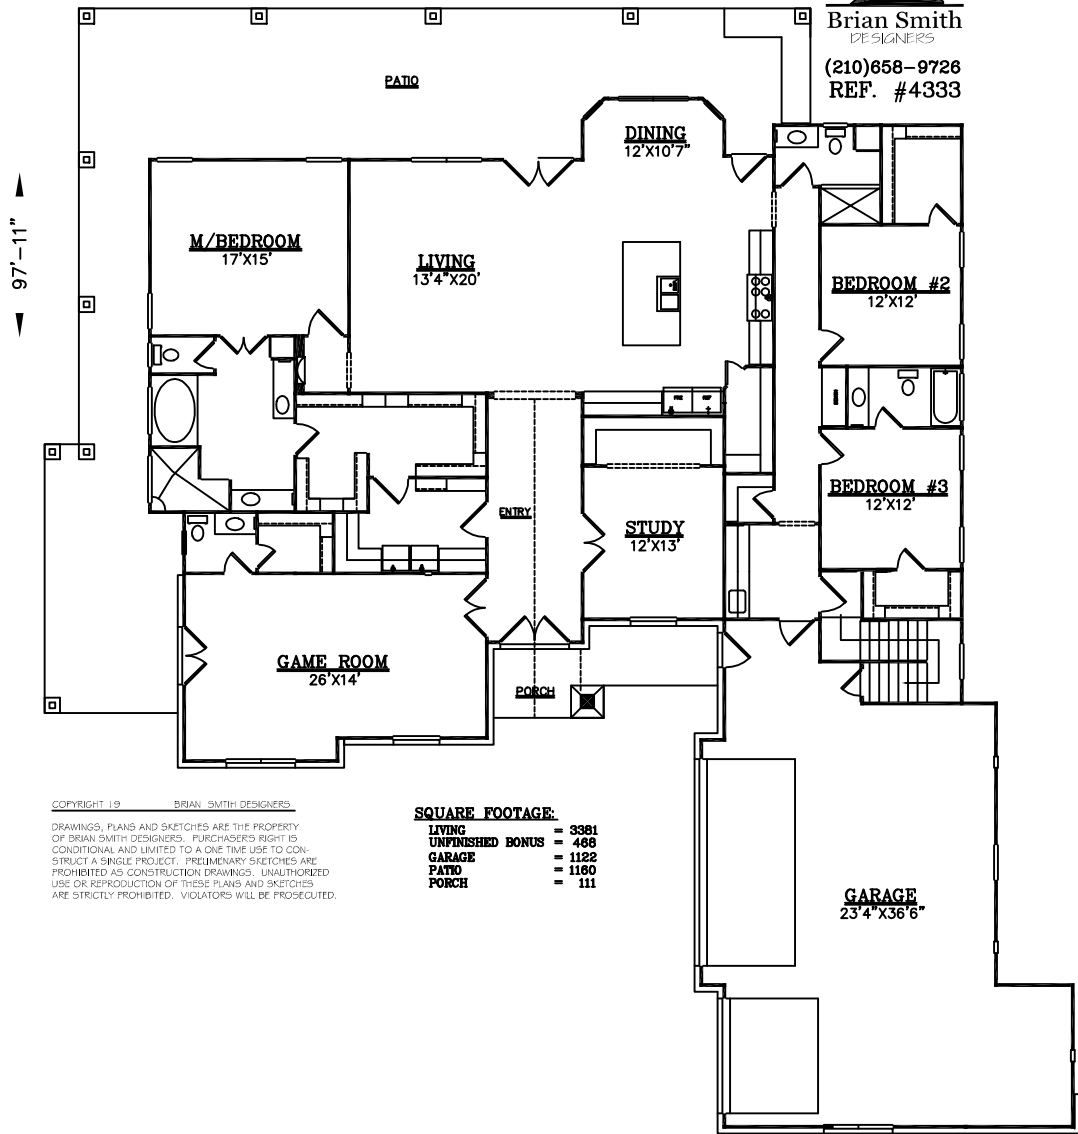 Brian Smith
DESIGNERS
(210)658-9726
REF. #4333
PATIO
DINING
12'X10'7"
97'-11"
M/BEDROOM
17'X15'
LIVING
13'4"X20'
BEDROOM #2
12'X12'
FRZ
REF
BEDROOM #3
12'X12'
ENTRY
STUDY
12'X13'
GAME ROOM
26'X14'
PORCH
COPYRIGHT 19 BRIAN SMTIH DESIGNERS
DRAWINGS, PLANS AND SKETCHES ARE THE PROPERTY
OF BRIAN SMITH DESIGNERS. PURCHASER'S RIGHT IS
CONDITIONAL AND LIMITED TO A ONE TIME USE TO CON-
STRUCT A SINGLE PROJECT. PRELIMENARY SKETCHES ARE
PROHIBITED AS CONSTRUCTION DRAWINGS. UNAUTHORIZED
USE OR REPRODUCTION OF THESE PLANS AND SKETCHES
ARE STRICTLY PROHIBITED. VIOLATORS WILL BE PROSECUTED.
SQUARE FOOTAGE:
LIVING = 3381
UNFINISHED BONUS = 468
GARAGE = 1122
PATIO = 1160
PORCH = 111
GARAGE
23'4"X36'6"